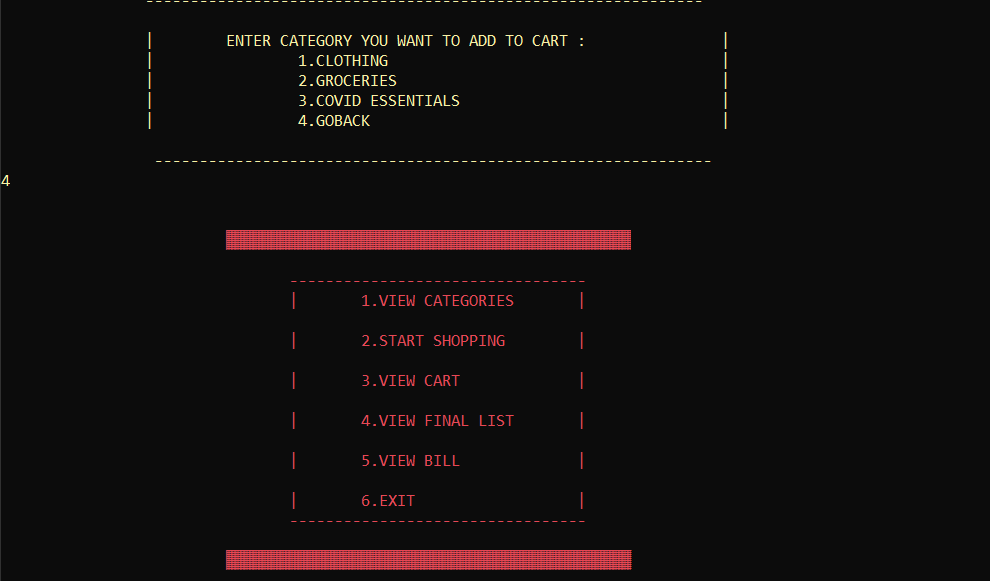 ENTER CATEGORY YOU WANT TO ADD TO CART :
1.CLOTHING
2.GROCERIES
3.COVID ESSENTIALS
4.GOBACK
4
1.VIEW CATEGORIES
2.START SHOPPING
3.VIEW CART
4.VIEW FINAL LIST
5.VIEW BILL
6.EXIT